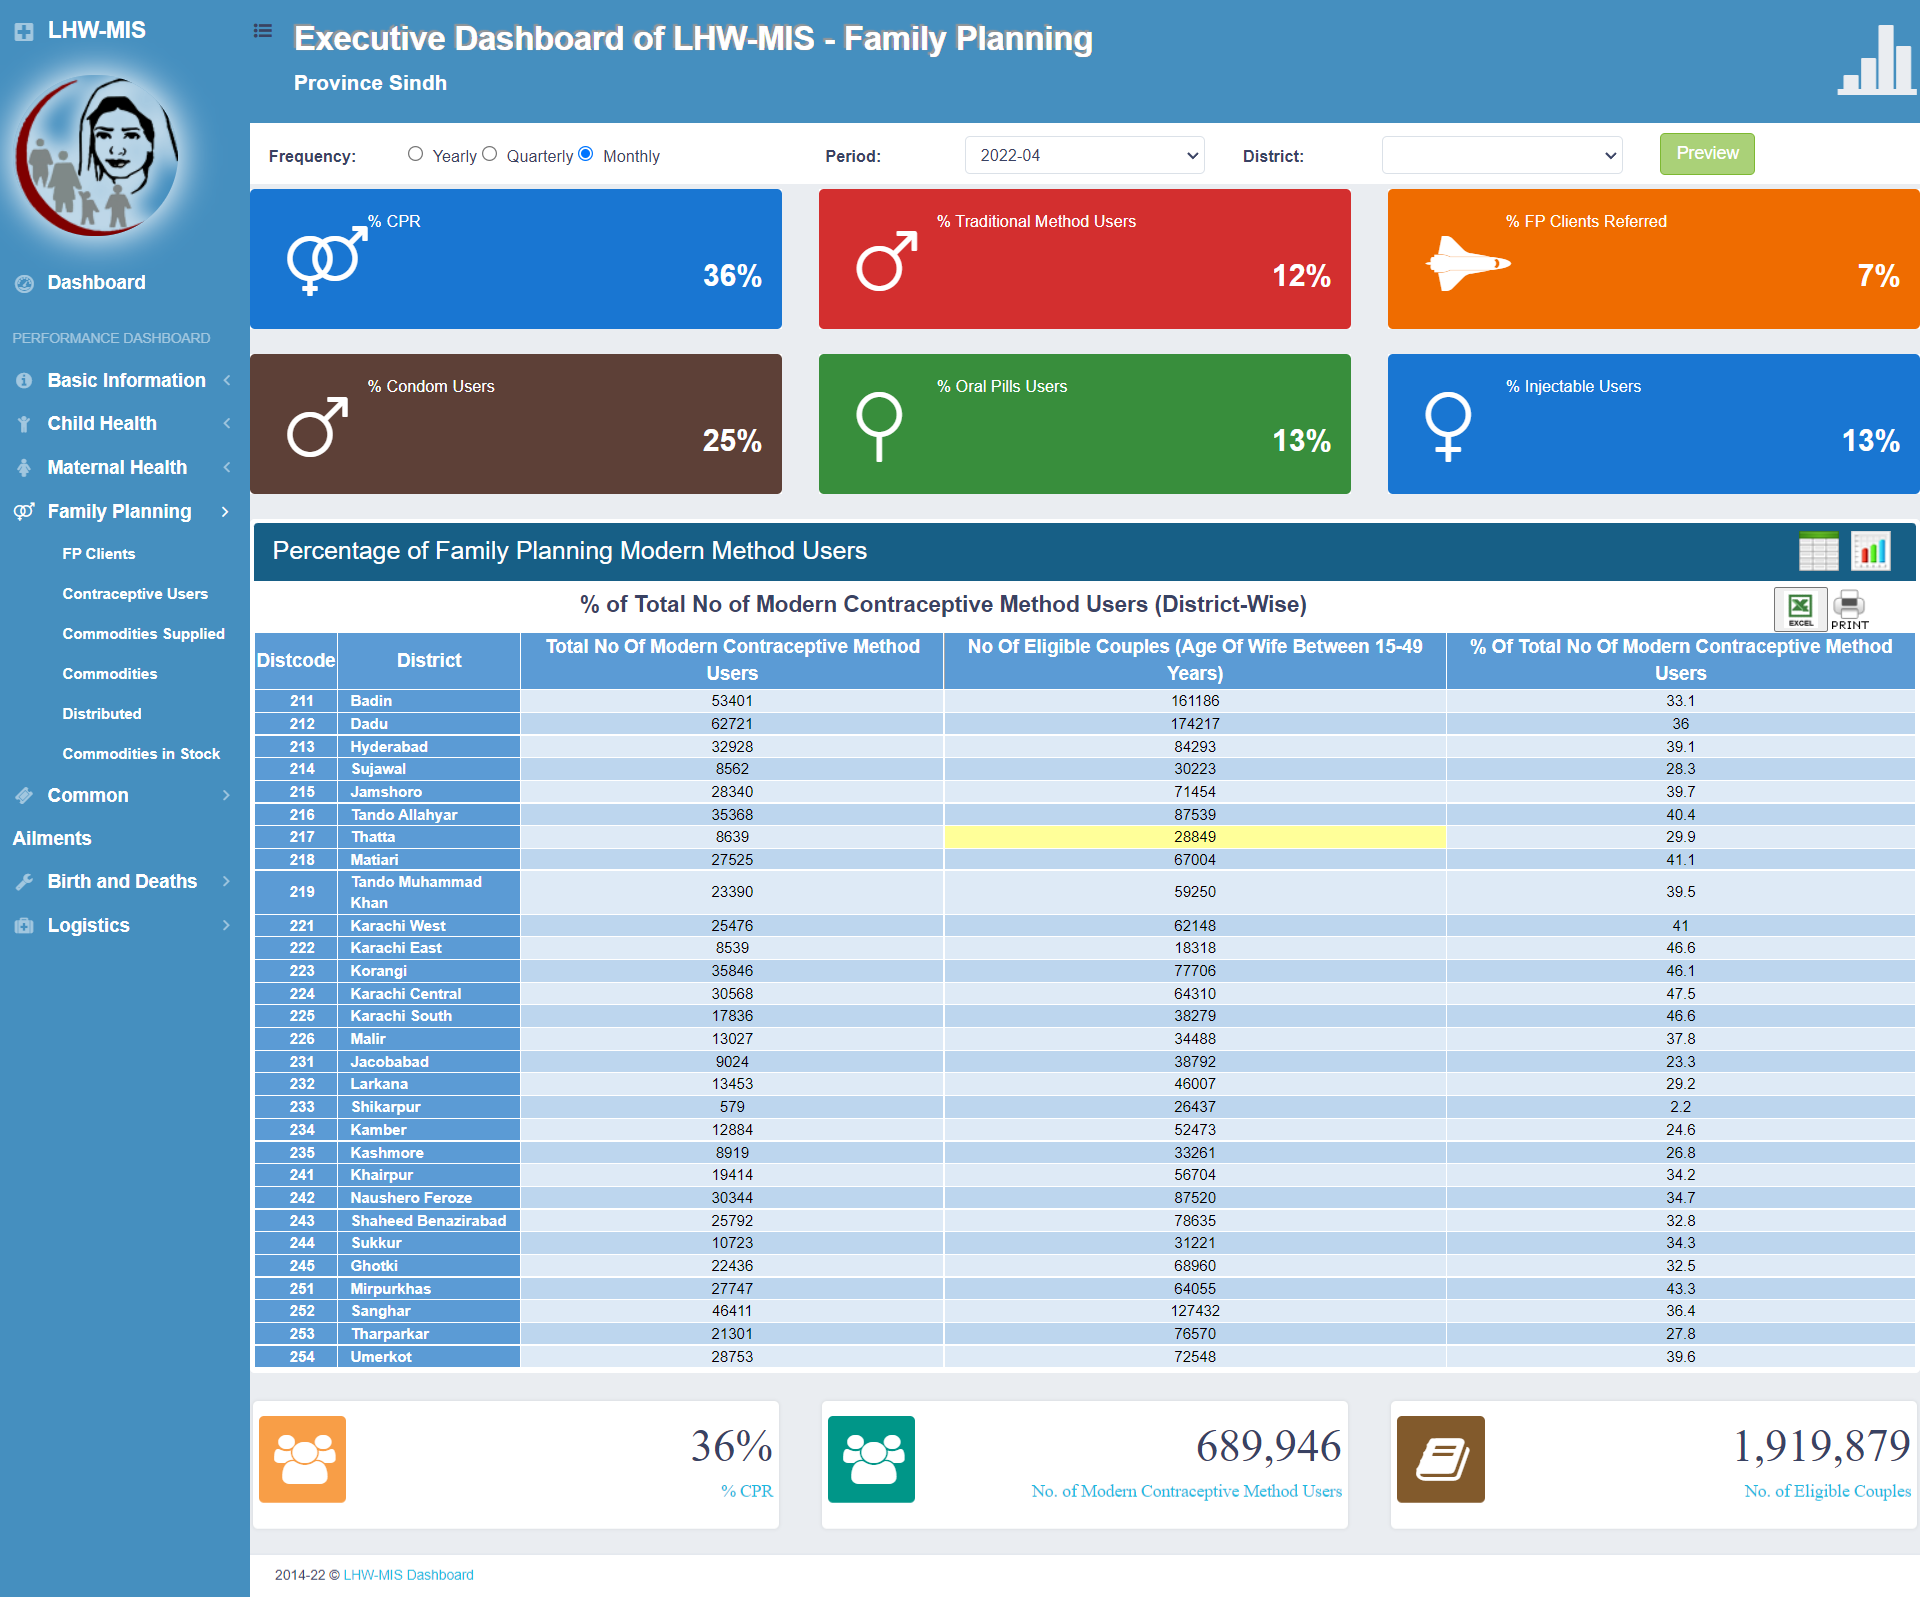 LHW-MIS
Executive Dashboard of LHW-MIS - Family Planning
Province Sindh
Dashboard
PERFORMANCE DASHBOARD
Basic Information
Child Health
Maternal Health
Family Planning
FP Clients
Contraceptive Users
Commodities Supplied
Commodities
Distributed
Commodities in Stock
Common
Ailments
Birth and Deaths
Logistics
Frequency: Yearly Quarterly Monthly Period: 2022-04 District: Preview
% CPR
36%
% Traditional Method Users
12%
% FP Clients Referred
7%
% Condom Users
25%
% Oral Pills Users
13%
% Injectable Users
13%
Percentage of Family Planning Modern Method Users
% of Total No of Modern Contraceptive Method Users (District-Wise)
EXCEL
PRINT
Distcode District Total No Of Modern Contraceptive Method Users No Of Eligible Couples (Age Of Wife Between 15-49 Years) % Of Total No Of Modern Contraceptive Method Users
211 Badin 53401 161186 33.1
212 Dadu 62721 174217 36
213 Hyderabad 32928 84293 39.1
214 Sujawal 8562 30223 28.3
215 Jamshoro 28340 71454 39.7
216 Tando Allahyar 35368 87539 40.4
217 Thatta 8639 28849 29.9
218 Matiari 27525 67004 41.1
219 Tando Muhammad Khan 23390 59250 39.5
221 Karachi West 25476 62148 41
222 Karachi East 8539 18318 46.6
223 Korangi 35846 77706 46.1
224 Karachi Central 30568 64310 47.5
225 Karachi South 17836 38279 46.6
226 Malir 13027 34488 37.8
231 Jacobabad 9024 38792 23.3
232 Larkana 13453 46007 29.2
233 Shikarpur 579 26437 2.2
234 Kamber 12884 52473 24.6
235 Kashmore 8919 33261 26.8
241 Khairpur 19414 56704 34.2
242 Naushero Feroze 30344 87520 34.7
243 Shaheed Benazirabad 25792 78635 32.8
244 Sukkur 10723 31221 34.3
245 Ghotki 22436 68960 32.5
251 Mirpurkhas 27747 64055 43.3
252 Sanghar 46411 127432 36.4
253 Tharparkar 21301 76570 27.8
254 Umerkot 28753 72548 39.6
36%
% CPR
689,946
No. of Modern Contraceptive Method Users
1,919,879
No. of Eligible Couples
2014-22 © LHW-MIS Dashboard